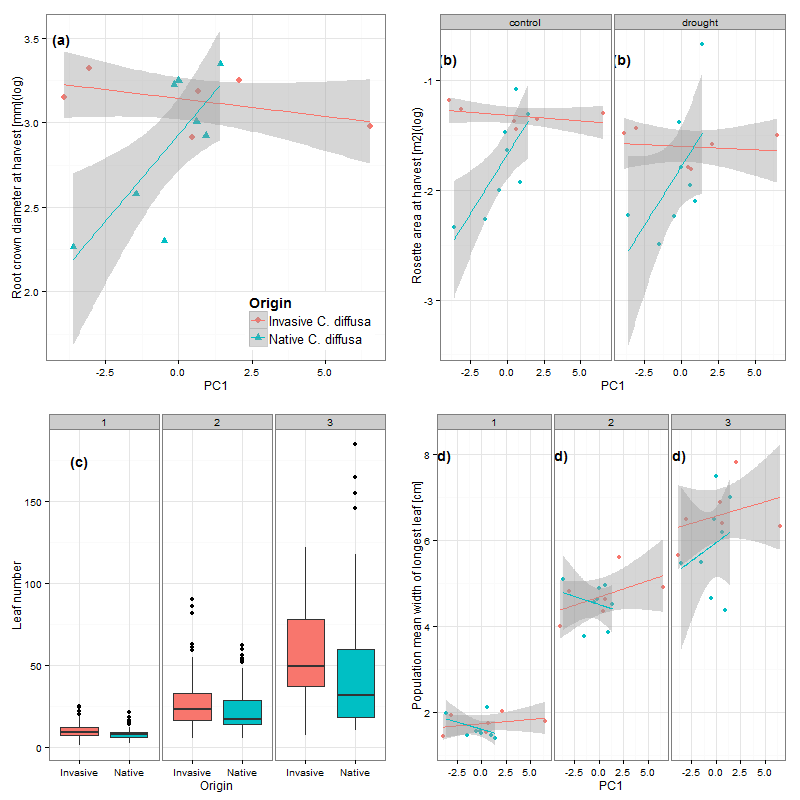 (a)
Root crown diameter at harvest [mm](log)
3.5
3.0
2.5
2.0
-2.5
0.0
2.5
5.0
PC1
Origin
Invasive C. diffusa
Native C. diffusa
control
drought
(b)
(b)
Rosette area at harvest [m2](log)
-1
-2
-3
-2.5
0.0
2.5
5.0
-2.5
0.0
2.5
5.0
PC1
1
2
3
(c)
Leaf number
150
100
50
0
Invasive
Native
Invasive
Native
Invasive
Native
Origin
1
2
3
d)
d)
d)
Population mean width of longest leaf [cm]
8
6
4
2
-2.5
0.0
2.5
5.0
-2.5
0.0
2.5
5.0
-2.5
0.0
2.5
5.0
PC1